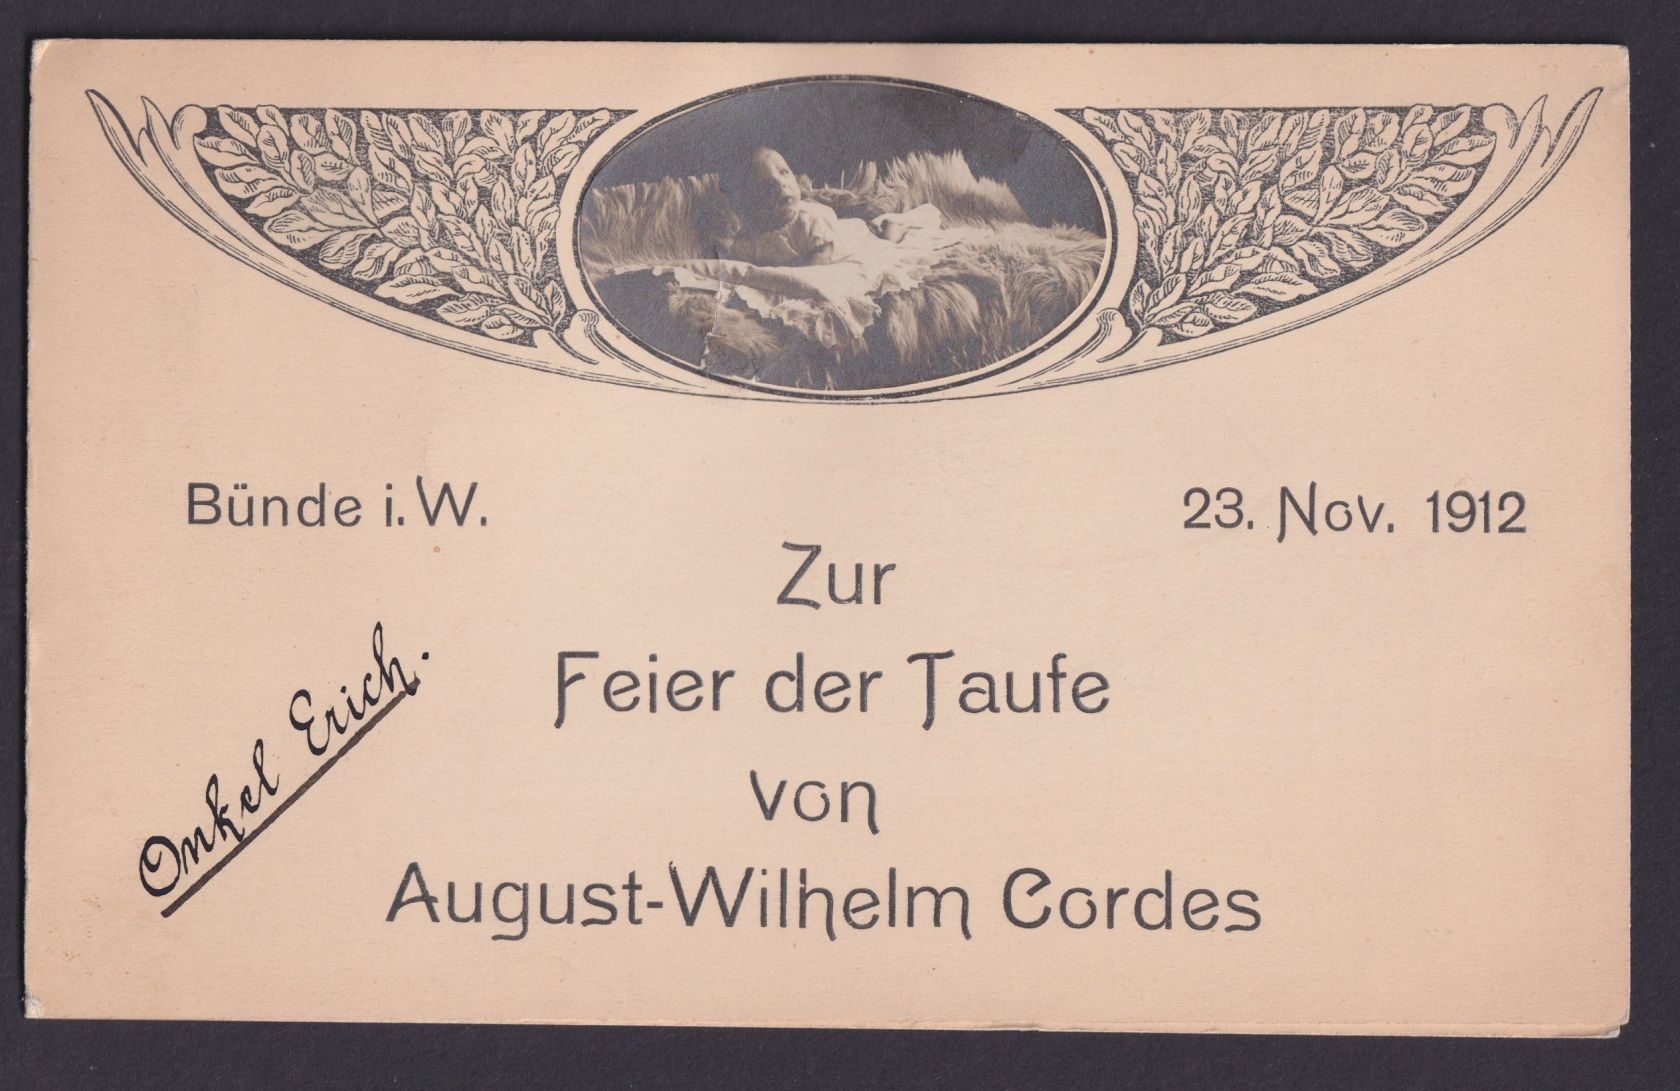 Bünde i. W.
23. Nov. 1912
Zur
Feier der Taufe
von
August-Wilhelm Cordes
Onkel Erich.